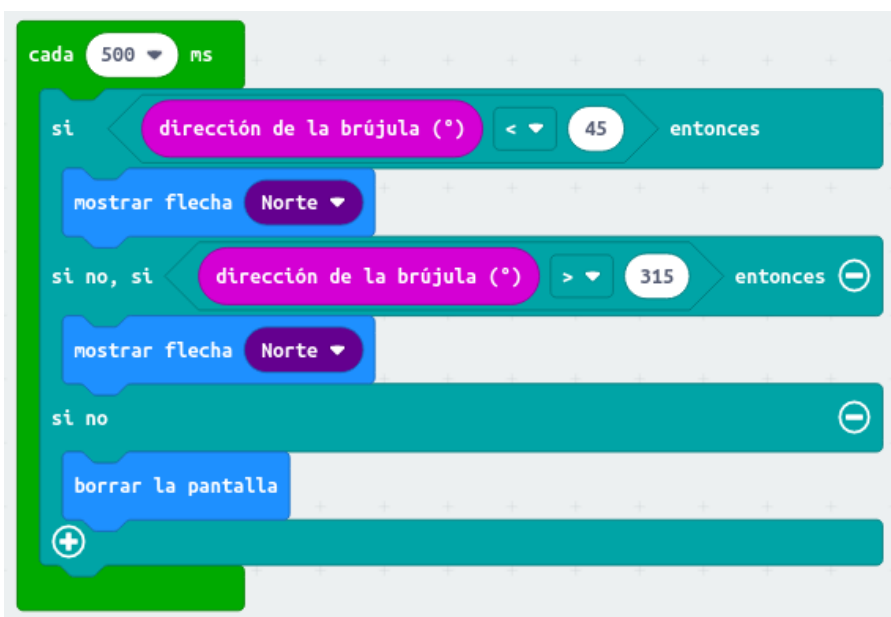 cada 500 ms
si dirección de la brújula (°) < 45 entonces
mostrar flecha Norte
si no, si dirección de la brújula (°) > 315 entonces
mostrar flecha Norte
si no
borrar la pantalla